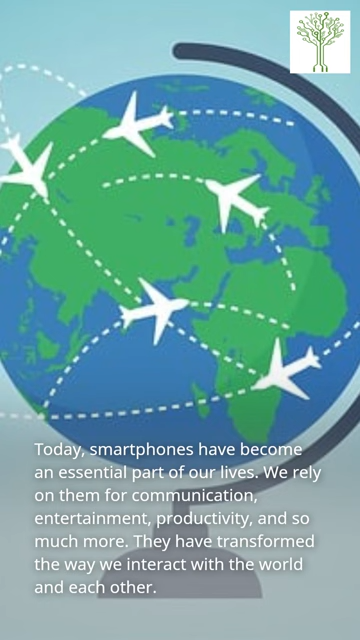 Today, smartphones have become
an essential part of our lives. We rely
on them for communication,
entertainment, productivity, and so
much more. They have transformed
the way we interact with the world
and each other.